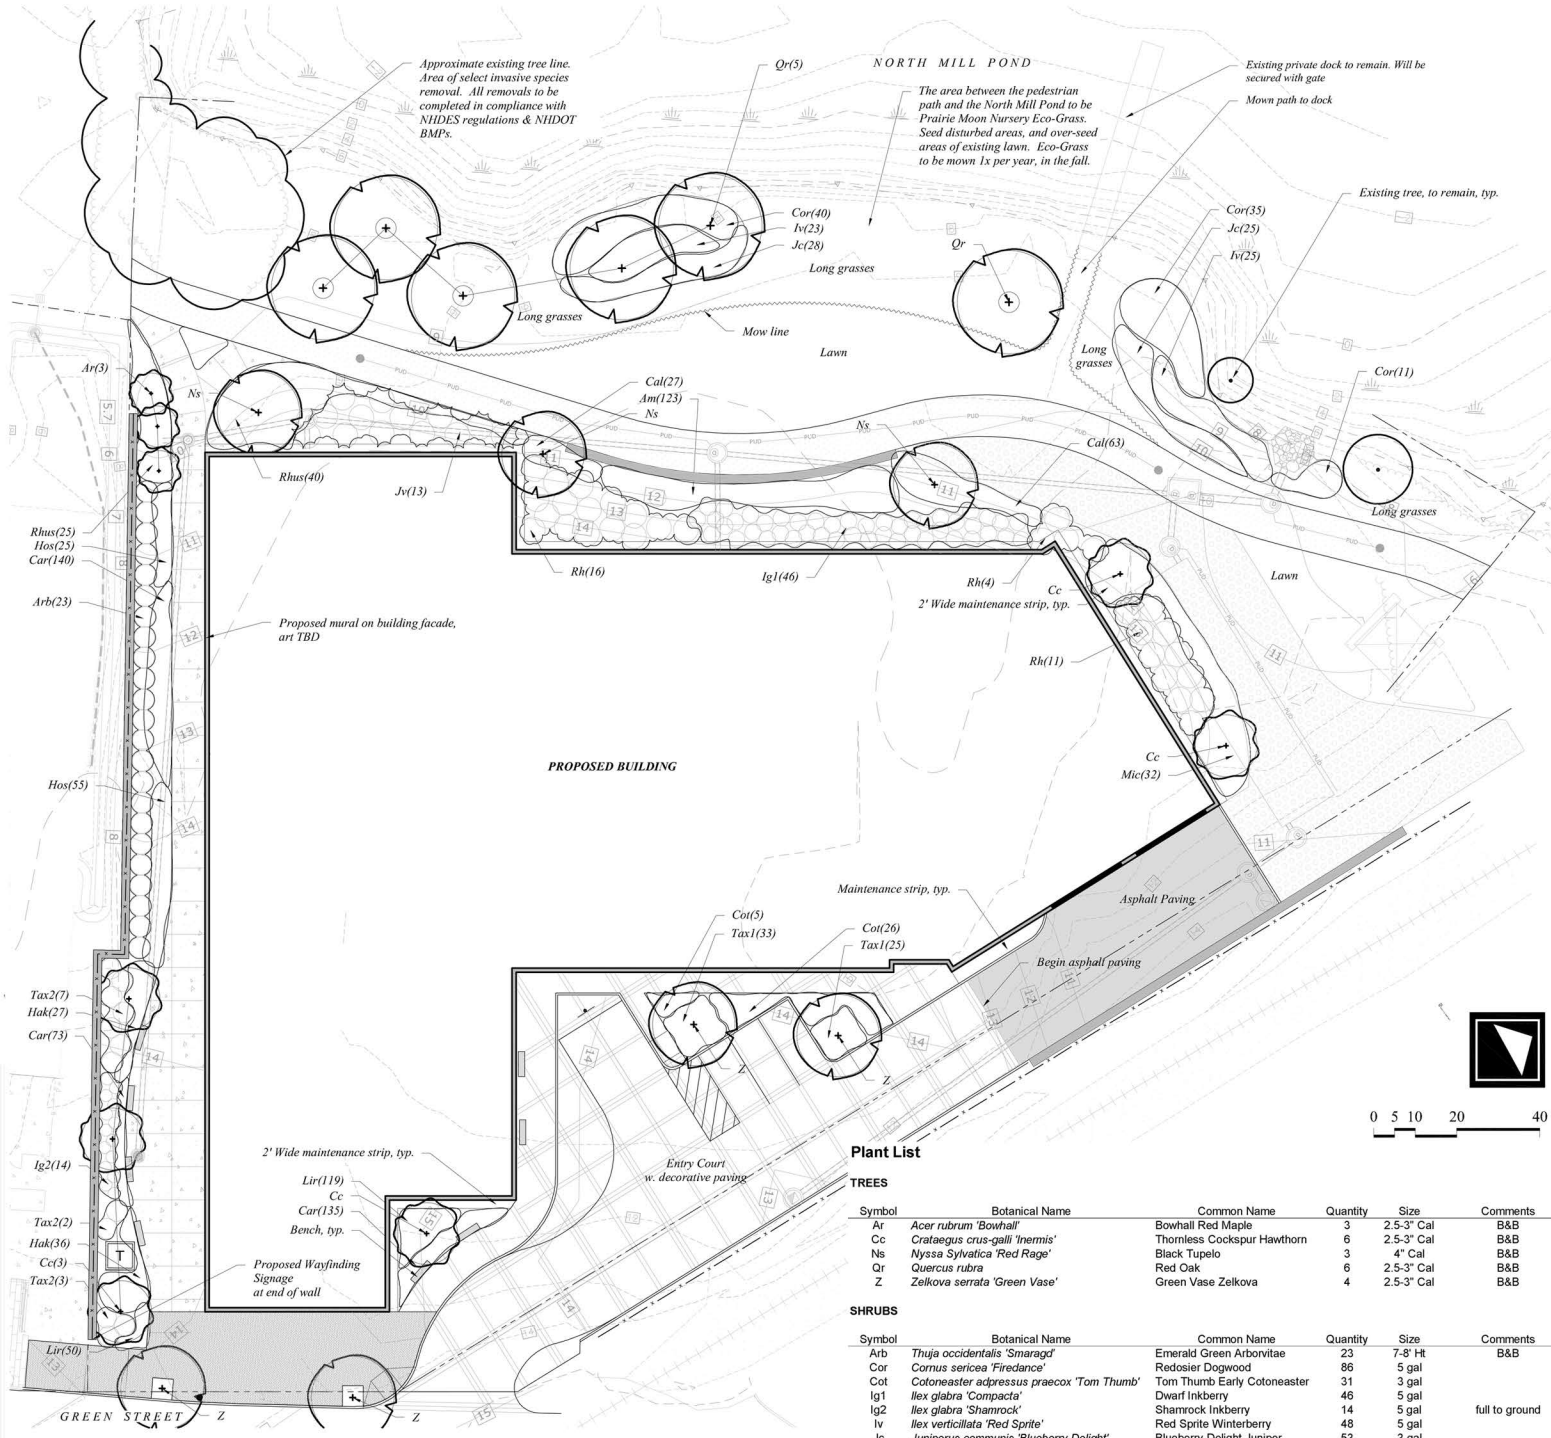 Approximate existing tree line.
Area of select invasive species
removal. All removals to be
completed in compliance with
NHDES regulations & NHDOT
BMPs.
Qr(5)
NORTH MILL POND
The area between the pedestrian
path and the North Mill Pond to be
Prairie Moon Nursery Eco-Grass.
Seed disturbed areas, and over-seed
areas of existing lawn. Eco-Grass
to be mown 1x per year, in the fall.
Existing private dock to remain. Will be
secured with gate
Mown path to dock
Existing tree, to remain, typ.
Cor(40)
Iv(23)
Jc(28)
Cor(35)
Jc(25)
Iv(25)
Qr
Long grasses
Long grasses
Mow line
Lawn
Long
grasses
Cor(11)
Ar(3)
Ns
Cal(27)
Am(123)
Ns
Ns
Cal(63)
Rhus(40)
Jv(13)
Long grasses
Rhus(25)
Hos(25)
Car(140)
Arb(23)
Rh(16)
Ig1(46)
Rh(4)
Cc
2' Wide maintenance strip, typ.
Lawn
Proposed mural on building facade,
art TBD
Rh(11)
PROPOSED BUILDING
Cc
Mic(32)
Hos(55)
Maintenance strip, typ.
Asphalt Paving
Cot(5)
Tax1(33)
Cot(26)
Tax1(25)
Begin asphalt paving
Tax2(7)
Hak(27)
Car(73)
Z
Z
0 5 10 20 40
2' Wide maintenance strip, typ.
Lir(119)
Cc
Car(135)
Bench, typ.
Entry Court
w. decorative paving
Ig2(14)
Tax2(2)
Hak(36)
Cc(3)
Tax2(3)
T
Proposed Wayfinding
Signage
at end of wall
Lir(50)
GREEN STREET
Z
Z
Plant List
TREES
Symbol Botanical Name Common Name Quantity Size Comments
Ar Acer rubrum 'Bowhall' Bowhall Red Maple 3 2.5-3" Cal B&B
Cc Crataegus crus-galli 'Inermis' Thornless Cockspur Hawthorn 6 2.5-3" Cal B&B
Ns Nyssa Sylvatica 'Red Rage' Black Tupelo 3 4" Cal B&B
Qr Quercus rubra Red Oak 6 2.5-3" Cal B&B
Z Zelkova serrata 'Green Vase' Green Vase Zelkova 4 2.5-3" Cal B&B
SHRUBS
Symbol Botanical Name Common Name Quantity Size Comments
Arb Thuja occidentalis 'Smaragd' Emerald Green Arborvitae 23 7-8' Ht B&B
Cor Cornus sericea 'Firedance' Redosier Dogwood 86 5 gal
Cot Cotoneaster adpressus praecox 'Tom Thumb' Tom Thumb Early Cotoneaster 31 3 gal
Ig1 Ilex glabra 'Compacta' Dwarf Inkberry 46 5 gal
Ig2 Ilex glabra 'Shamrock' Shamrock Inkberry 14 5 gal full to ground
Iv Ilex verticillata 'Red Sprite' Red Sprite Winterberry 48 5 gal
Jc Juniperus communis 'Blueberry Delight' Blueberry Delight Juniper 53 3 gal